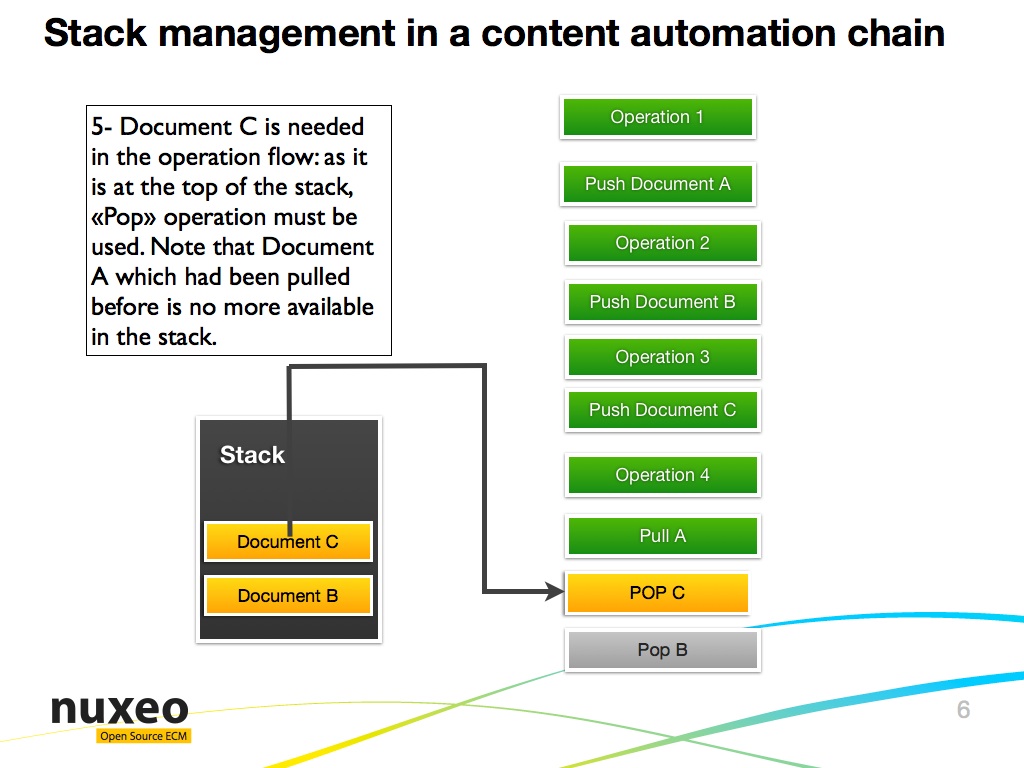 Stack management in a content automation chain
5- Document C is needed
in the operation flow: as it
is at the top of the stack,
«Pop» operation must be
used. Note that Document
A which had been pulled
before is no more available
in the stack.
Stack
Document C
Document B
Operation 1
Push Document A
Operation 2
Push Document B
Operation 3
Push Document C
Operation 4
Pull A
POP C
Pop B
nuxeo
Open Source ECM
6